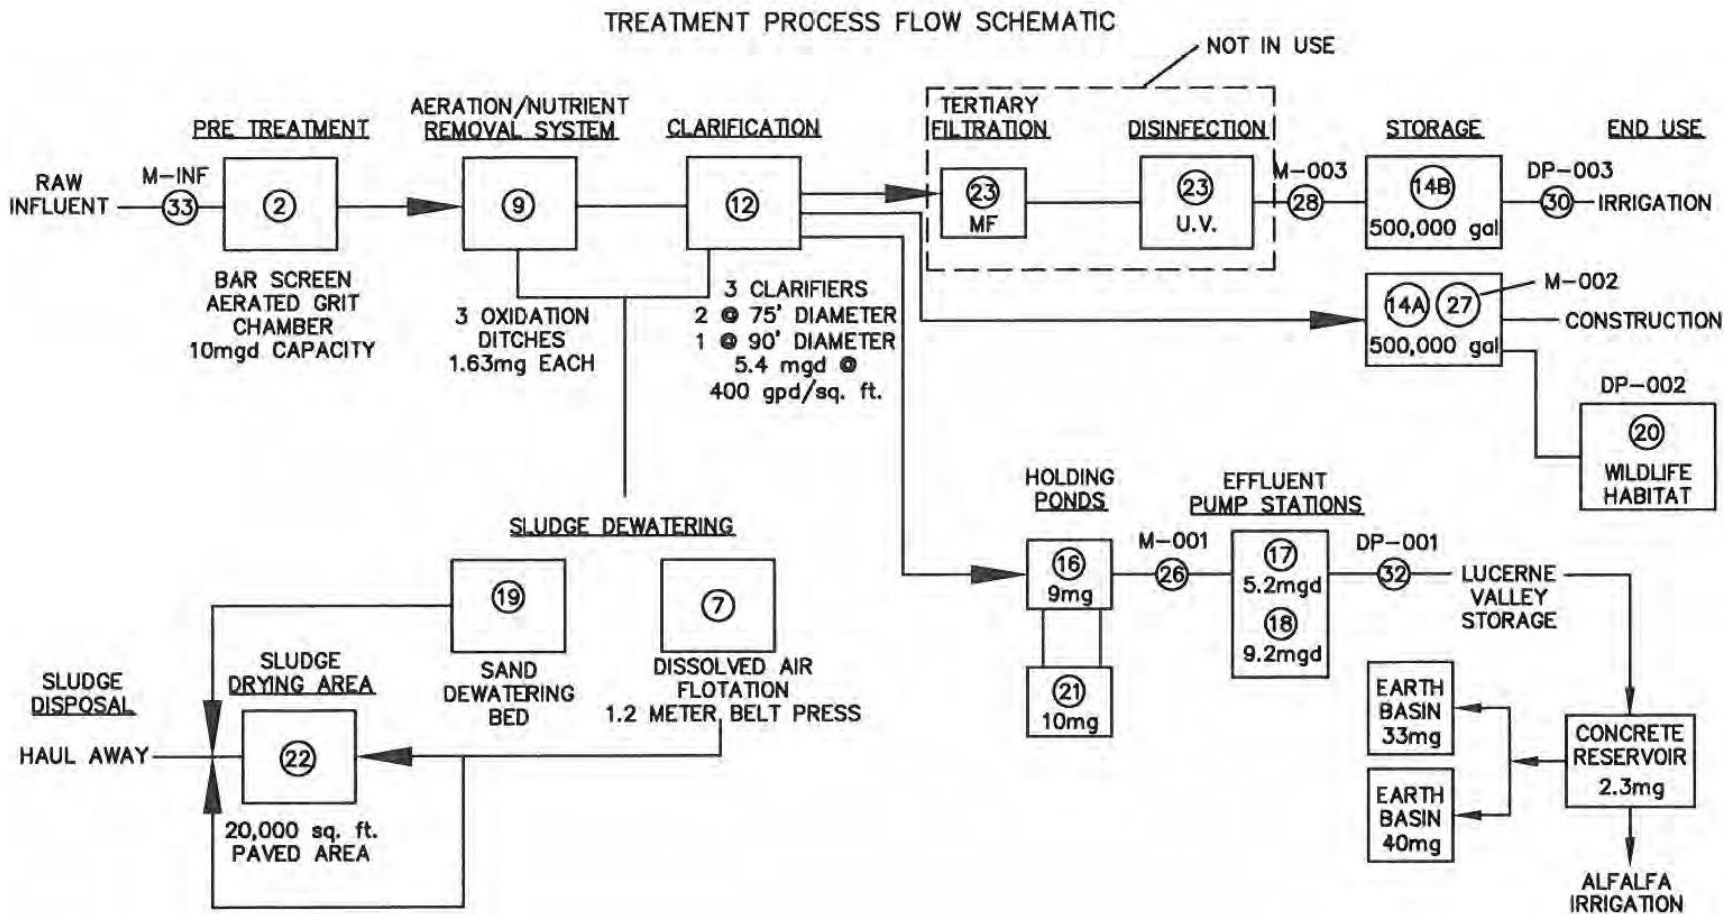 TREATMENT PROCESS FLOW SCHEMATIC
NOT IN USE
PRE TREATMENT
AERATION/NUTRIENT
REMOVAL SYSTEM
CLARIFICATION
TERTIARY
FILTRATION
DISINFECTION
STORAGE
END USE
RAW
INFLUENT
M-INF
33
2
9
12
23
MF
23
U.V.
M-003
28
14B
500,000 gal
DP-003
30
IRRIGATION
BAR SCREEN
AERATED GRIT
CHAMBER
10mgd CAPACITY
3 OXIDATION
DITCHES
1.63mg EACH
3 CLARIFIERS
2 @ 75' DIAMETER
1 @ 90' DIAMETER
5.4 mgd @
400 gpd/sq. ft.
14A
27
500,000 gal
M-002
CONSTRUCTION
DP-002
20
WILDLIFE
HABITAT
HOLDING
PONDS
EFFLUENT
PUMP STATIONS
16
9mg
M-001
26
17
5.2mgd
18
9.2mgd
DP-001
32
LUCERNE
VALLEY
STORAGE
21
10mg
EARTH
BASIN
33mg
EARTH
BASIN
40mg
CONCRETE
RESERVOIR
2.3mg
ALFALFA
IRRIGATION
SLUDGE DEWATERING
19
SAND
DEWATERING
BED
7
DISSOLVED AIR
FLOTATION
1.2 METER BELT PRESS
SLUDGE
DISPOSAL
HAUL AWAY
SLUDGE
DRYING AREA
22
20,000 sq. ft.
PAVED AREA